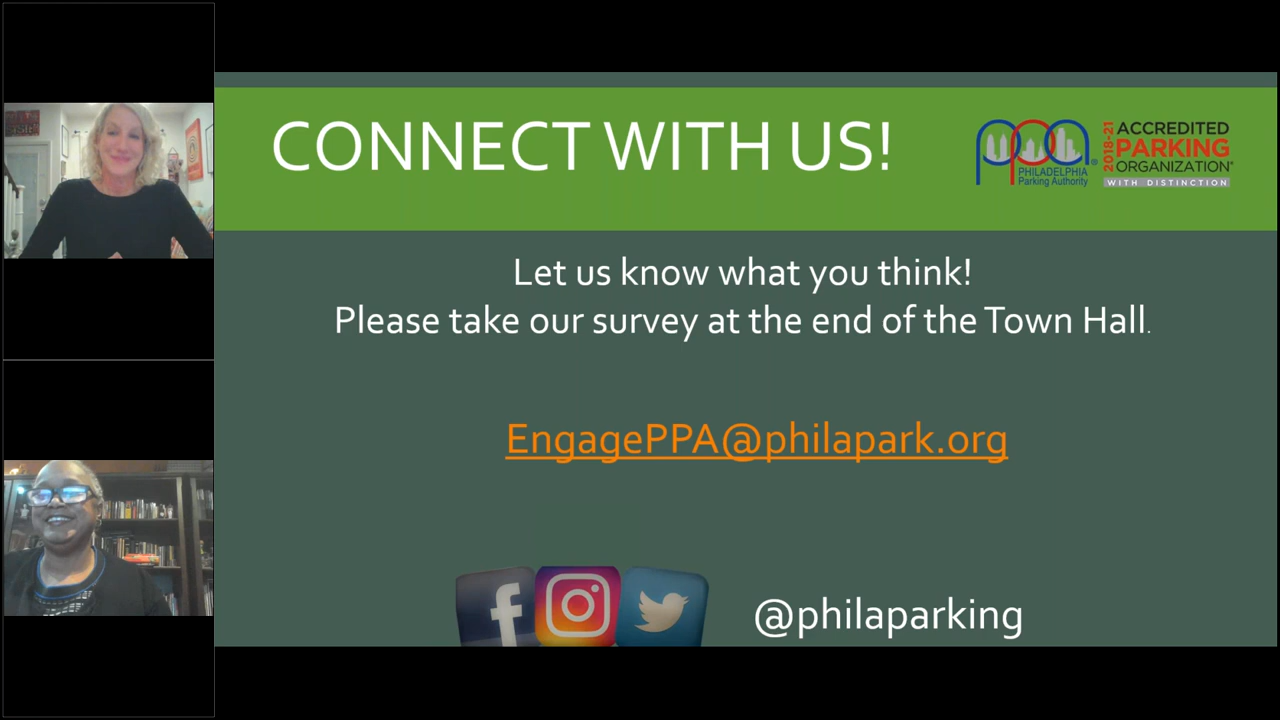 CONNECT WITH US!
ppa®
PHILADELPHIA
Parking Authority
2018-21
ACCREDITED
PARKING
ORGANIZATION®
WITH DISTINCTION
Let us know what you think!
Please take our survey at the end of the Town Hall.
EngagePPA@philapark.org
f
@philaparking